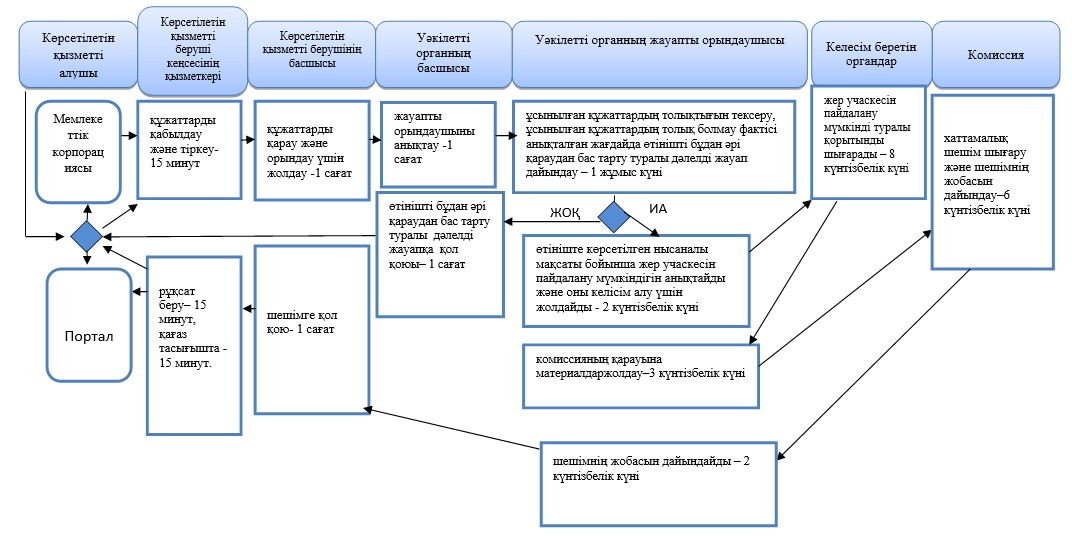 Көрсетілетін
қызметті
алушы
Көрсетілетін
қызметті
беруші
кеңсесінің
қызметкері
Көрсетілетін
қызметті берушінің
басшысы
Уәкілетті
органның
басшысы
Уәкілетті органның жауапты орындаушысы
Келесім беретін
органдар
Комиссия
Мемлеке
ттік
корпорац
иясы
құжаттарды
қабылдау
және тіркеу-
15 минут
құжаттарды
қарау және
орындау үшін
жолдау -1 сағат
жауапты
орындаушыны
анықтау -1
сағат
ұсынылған құжаттардың толықтығын тексеру,
ұсынылған құжаттардың толық болмау фактісі
анықталған жағдайда өтінішті бұдан әрі
қараудан бас тарту туралы дәлелді жауап
дайындау – 1 жұмыс күні
жер учаскесін
пайдалану
мүмкінді туралы
қорытынды
шығарады – 8
күнтізбелік күні
хаттамалық
шешім шығару
және шешімнің
жобасын
дайындау–6
күнтізбелік күні
өтінішті бұдан әрі
қараудан бас тарту
туралы дәлелді
жауапқа қол
қоюы– 1 сағат
ЖОҚ
ИА
өтініште көрсетілген нысаналы
мақсаты бойынша жер учаскесін
пайдалану мүмкіндігін анықтайды
және оны келісім алу үшін
жолдайды - 2 күнтізбелік күні
Портал
рұқсат
беру– 15
минут,
қағаз
тасығышта -
15 минут.
шешімге қол
қою- 1 сағат
комиссияның қарауына
материалдаржолдау–3 күнтізбелік күні
шешімнің жобасын дайындайды – 2
күнтізбелік күні